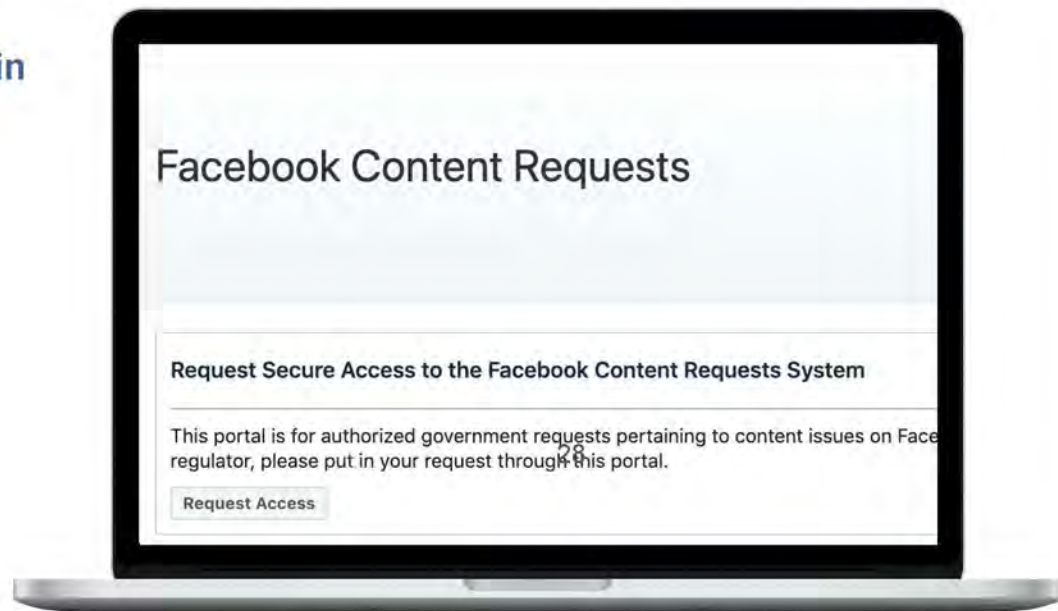 in
Facebook Content Requests
Request Secure Access to the Facebook Content Requests System
This portal is for authorized government requests pertaining to content issues on Face
regulator, please put in your request through this portal.
28
Request Access